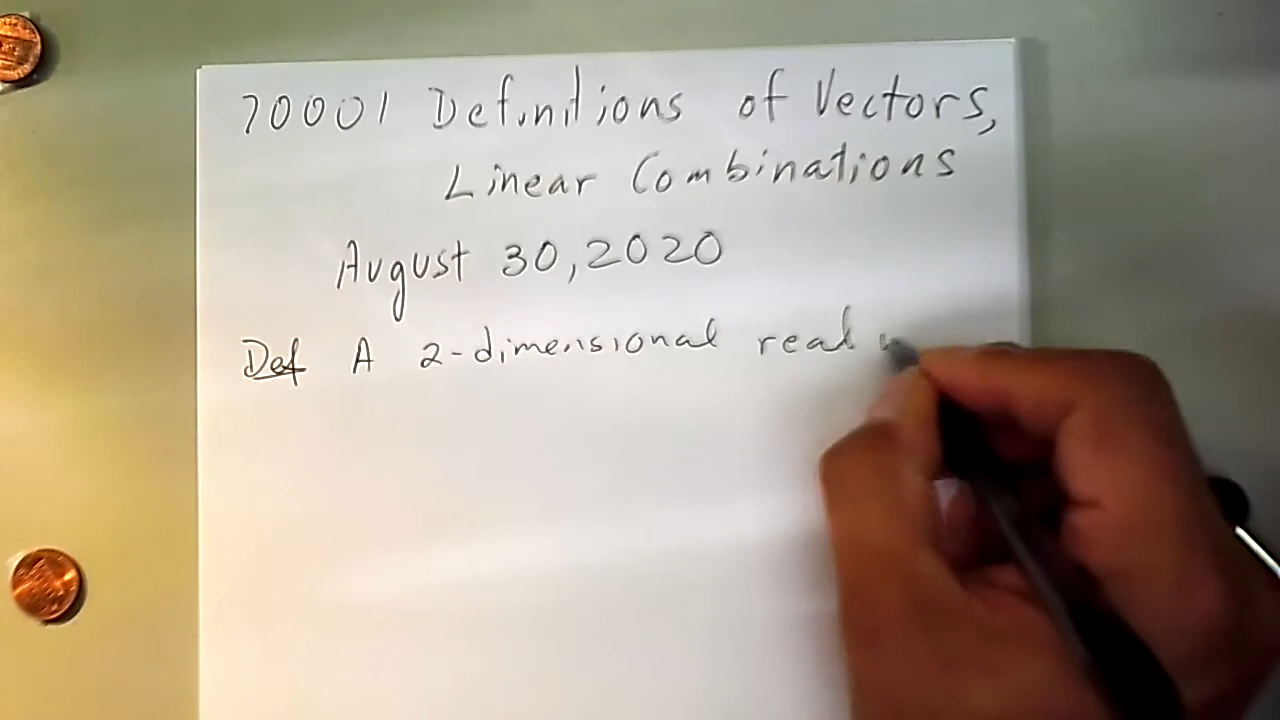 70001 Definitions of Vectors,
Linear Combinations
August 30, 2020
Def A 2-dimensional real